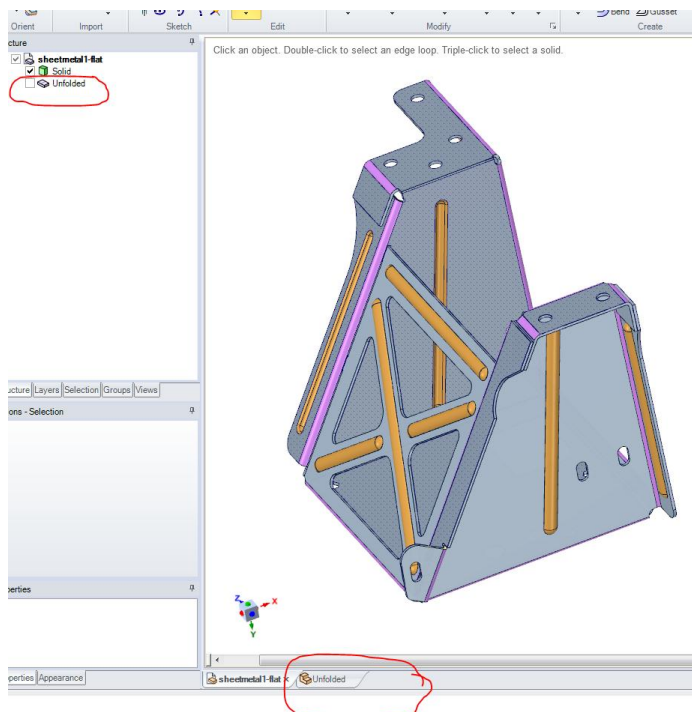 Bend Gusset
Orient Import Sketch Edit Modify Create
cture
Click an object. Double-click to select an edge loop. Triple-click to select a solid.
sheetmetal1-flat
Solid
Unfolded
ucture Layers Selection Groups Views
ons - Selection
perties
Z X
Y
operties Appearance
sheetmetal1-flat × Unfolded